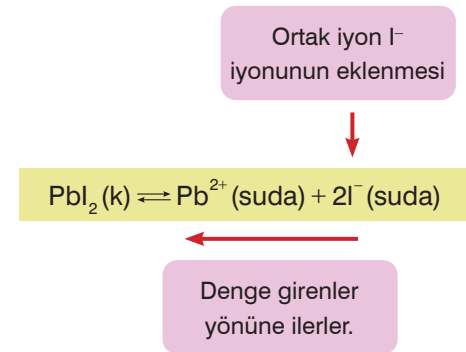 Ortak iyon I⁻
iyonunun eklenmesi
PbI₂(k) ⇌ Pb²⁺(suda) + 2I⁻(suda)
Denge girenler
yönüne ilerler.